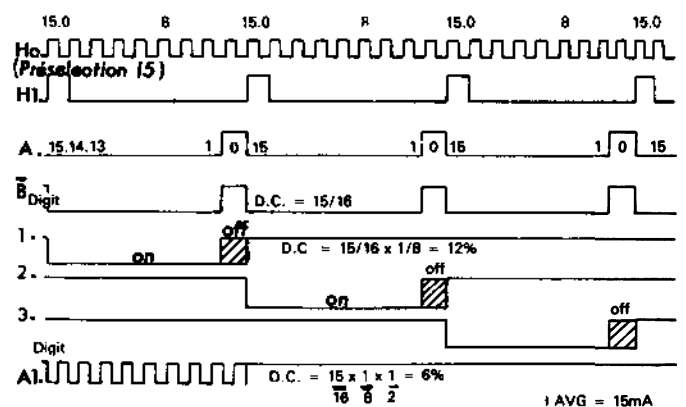 15.0 8 15.0 8 15.0 8 15.0
Ho
(Préselection 15)
H1.
A. 15.14.13 1 0 15 1 0 15 1 0 15
B
Digit D.C. = 15/16
off
1. on D.C = 15/16 x 1/8 = 12%
off
2. on
off
3.
Digit
A1. D.C. = 15/16 x 1/8 x 1/2 = 6%
I AVG = 15mA